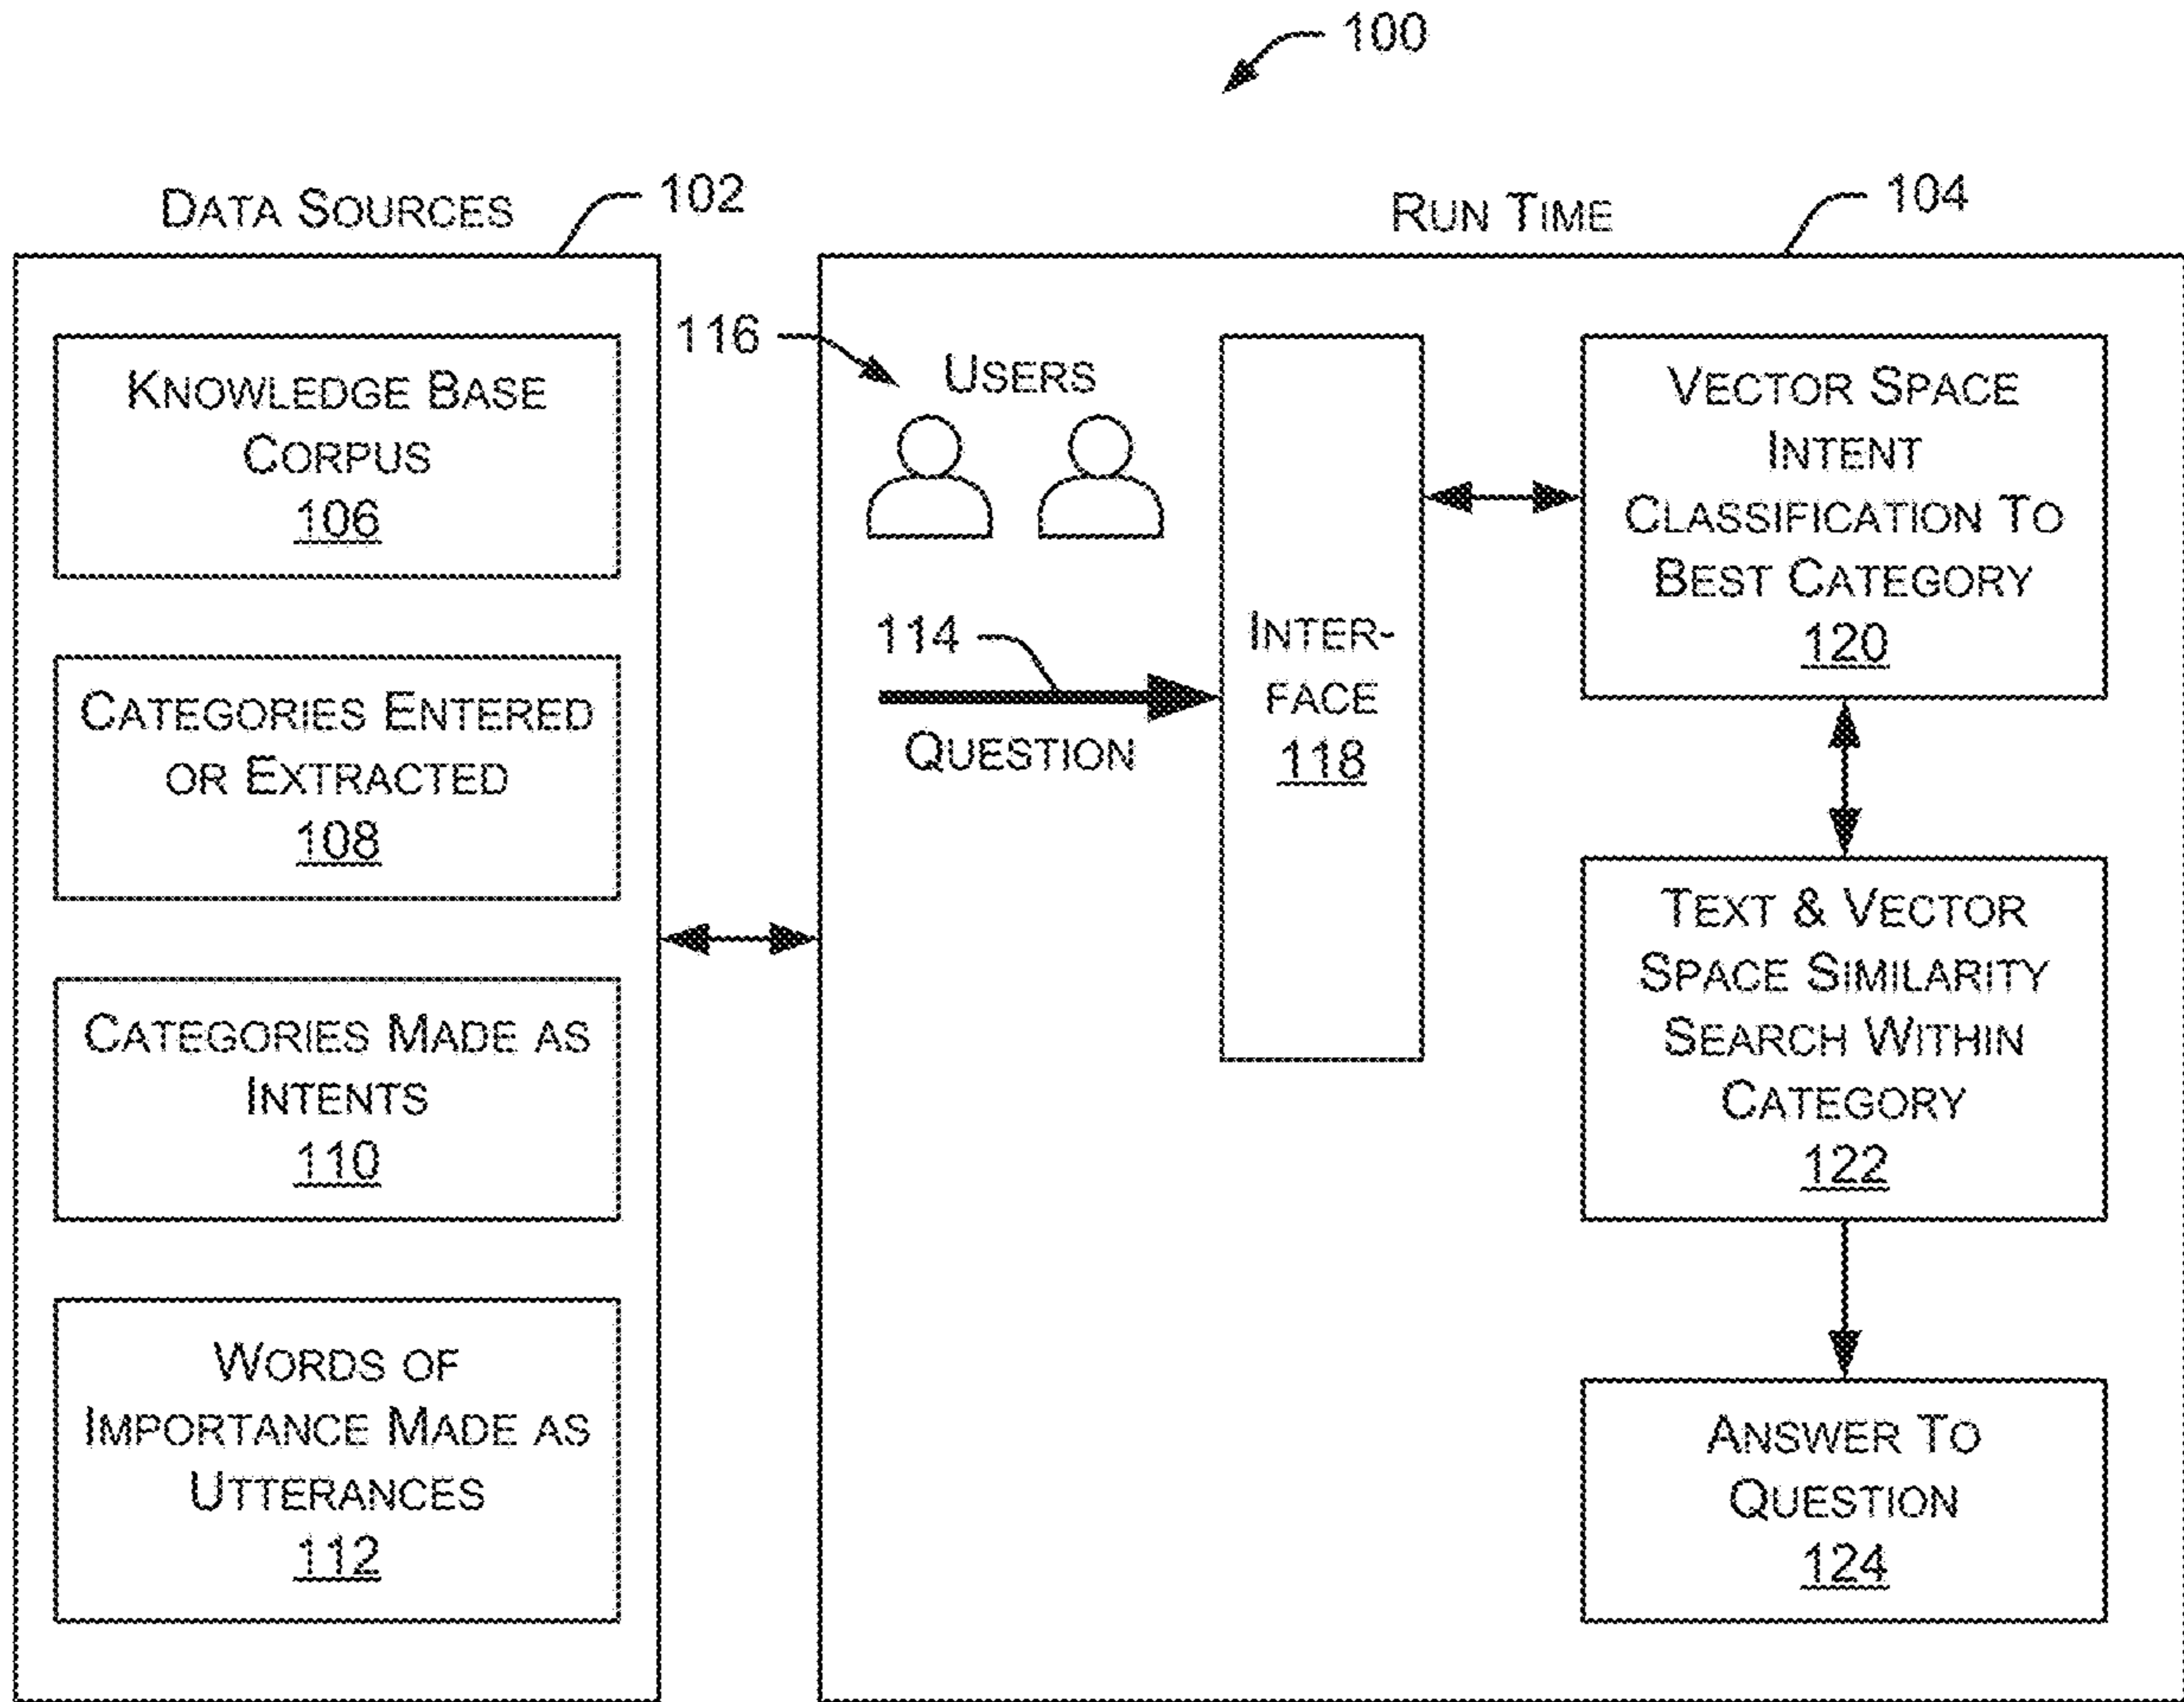 100
DATA SOURCES
102
KNOWLEDGE BASE
CORPUS
106
CATEGORIES ENTERED
OR EXTRACTED
108
CATEGORIES MADE AS
INTENTS
110
WORDS OF
IMPORTANCE MADE AS
UTTERANCES
112
RUN TIME
104
116
USERS
114
QUESTION
INTER-
FACE
118
VECTOR SPACE
INTENT
CLASSIFICATION TO
BEST CATEGORY
120
TEXT & VECTOR
SPACE SIMILARITY
SEARCH WITHIN
CATEGORY
122
ANSWER TO
QUESTION
124